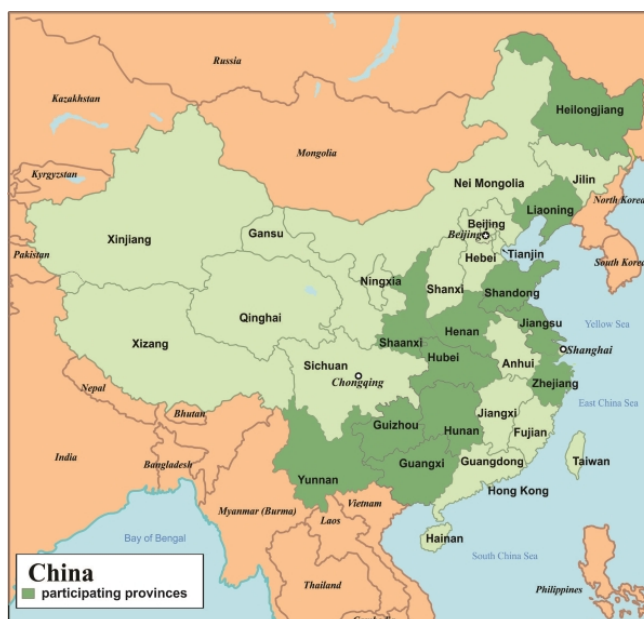 Russia
Kazakhstan
Mongolia
Kyrgyzstan
Pakistan
Heilongjiang
Jilin
Nei Mongolia
Liaoning
North Korea
South Korea
Beijing
Beijing
Tianjin
Hebei
Xinjiang
Gansu
Ningxia
Shanxi
Shandong
Yellow Sea
Qinghai
Shaanxi
Henan
Jiangsu
Shanghai
Xizang
Sichuan
Chongqing
Hubei
Anhui
Zhejiang
East China Sea
Nepal
Bhutan
India
Bangladesh
Guizhou
Hunan
Jiangxi
Fujian
Yunnan
Guangxi
Guangdong
Taiwan
Hong Kong
Myanmar (Burma)
Vietnam
Laos
Hainan
Bay of Bengal
South China Sea
Thailand
Philippines
China
participating provinces